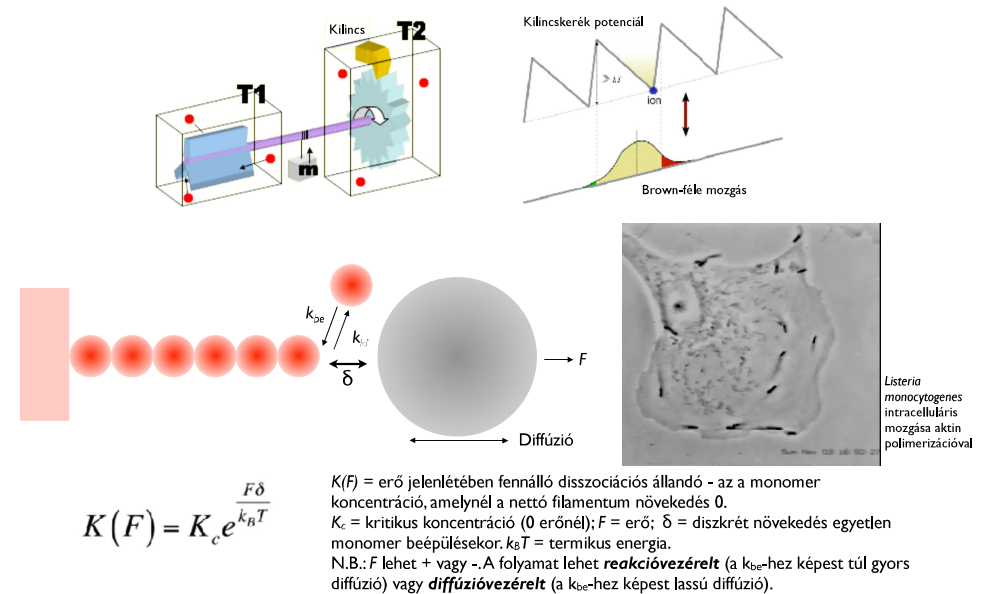 Kilincs
T2
T1
m
Kilincskerék potenciál
ion
Brown-féle mozgás
k_be
k_ki
δ
F
Diffúzió
Listeria
monocytogenes
intracelluláris
mozgása aktin
polimerizációval
K(F) = K_c e^(Fδ / k_B T)
K(F) = erő jelenlétében fennálló disszociációs állandó - az a monomer
koncentráció, amelynél a nettó filamentum növekedés 0.
K_c = kritikus koncentráció (0 erőnél); F = erő; δ = diszkrét növekedés egyetlen
monomer beépülésekor. k_BT = termikus energia.
N.B.: F lehet + vagy -. A folyamat lehet reakcióvezérelt (a k_be-hez képest túl gyors
diffúzió) vagy diffúzióvezérelt (a k_be-hez képest lassú diffúzió).